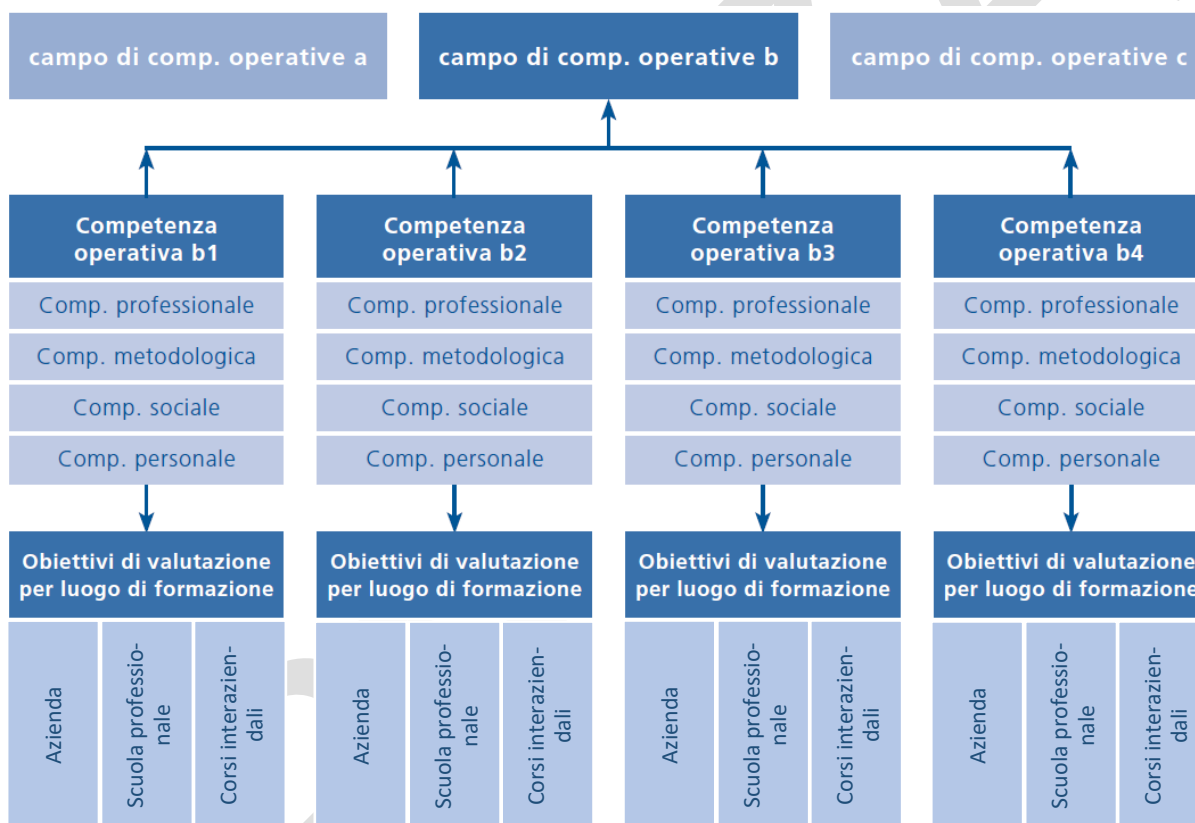 campo di comp. operative a
campo di comp. operative b
campo di comp. operative c
Competenza
operativa b1
Competenza
operativa b2
Competenza
operativa b3
Competenza
operativa b4
Comp. professionale
Comp. professionale
Comp. professionale
Comp. professionale
Comp. metodologica
Comp. metodologica
Comp. metodologica
Comp. metodologica
Comp. sociale
Comp. sociale
Comp. sociale
Comp. sociale
Comp. personale
Comp. personale
Comp. personale
Comp. personale
Obiettivi di valutazione
per luogo di formazione
Obiettivi di valutazione
per luogo di formazione
Obiettivi di valutazione
per luogo di formazione
Obiettivi di valutazione
per luogo di formazione
Azienda
Scuola professio-
nale
Corsi interazien-
dali
Azienda
Scuola professio-
nale
Corsi interazien-
dali
Azienda
Scuola professio-
nale
Corsi interazien-
dali
Azienda
Scuola professio-
nale
Corsi interazien-
dali